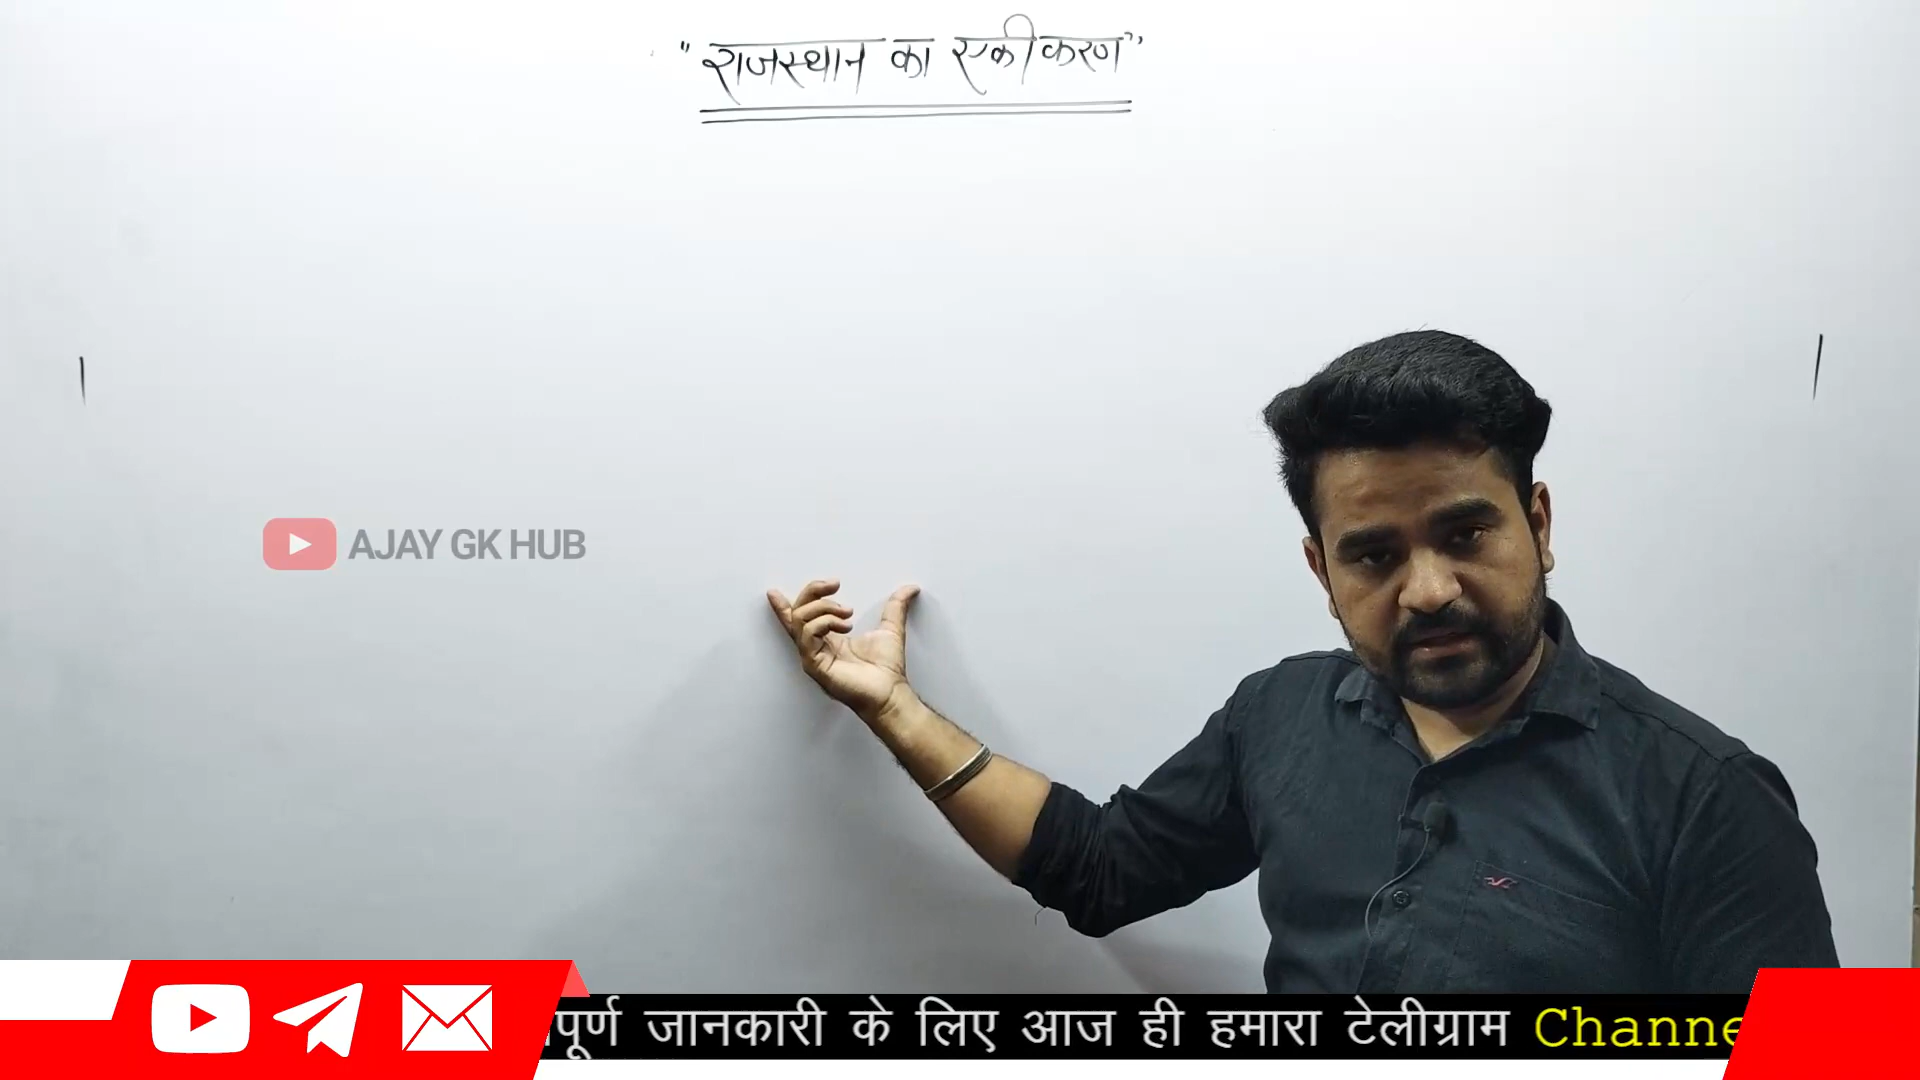 "राजस्थान का एकीकरण"
AJAY GK HUB
पूर्ण जानकारी के लिए आज ही हमारा टेलीग्राम Channe